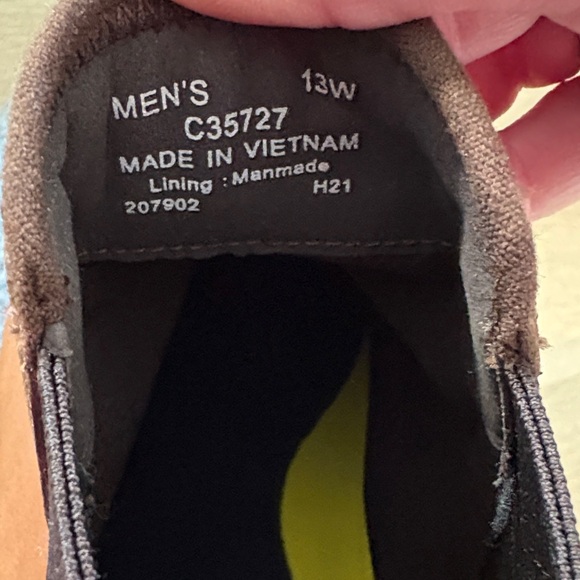 MEN'S 13W
C35727
MADE IN VIETNAM
Lining : Manmade
207902 H21